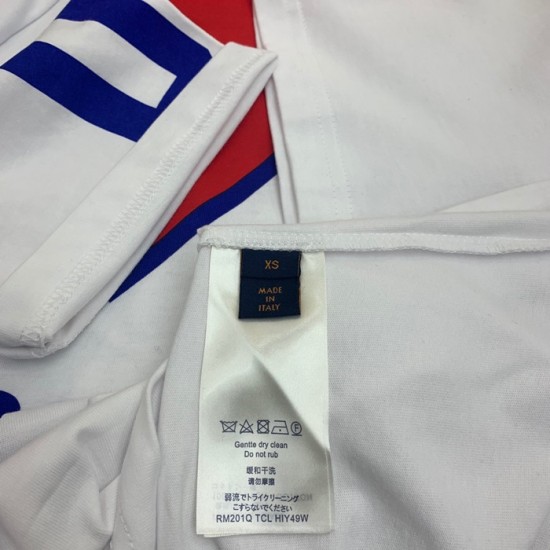 XS
MADE
IN
ITALY
Gentle dry clean
Do not rub
缓和干洗
请勿摩擦
弱流でトライクリーニング
こすらないでください
RM201Q TCL HIY49W